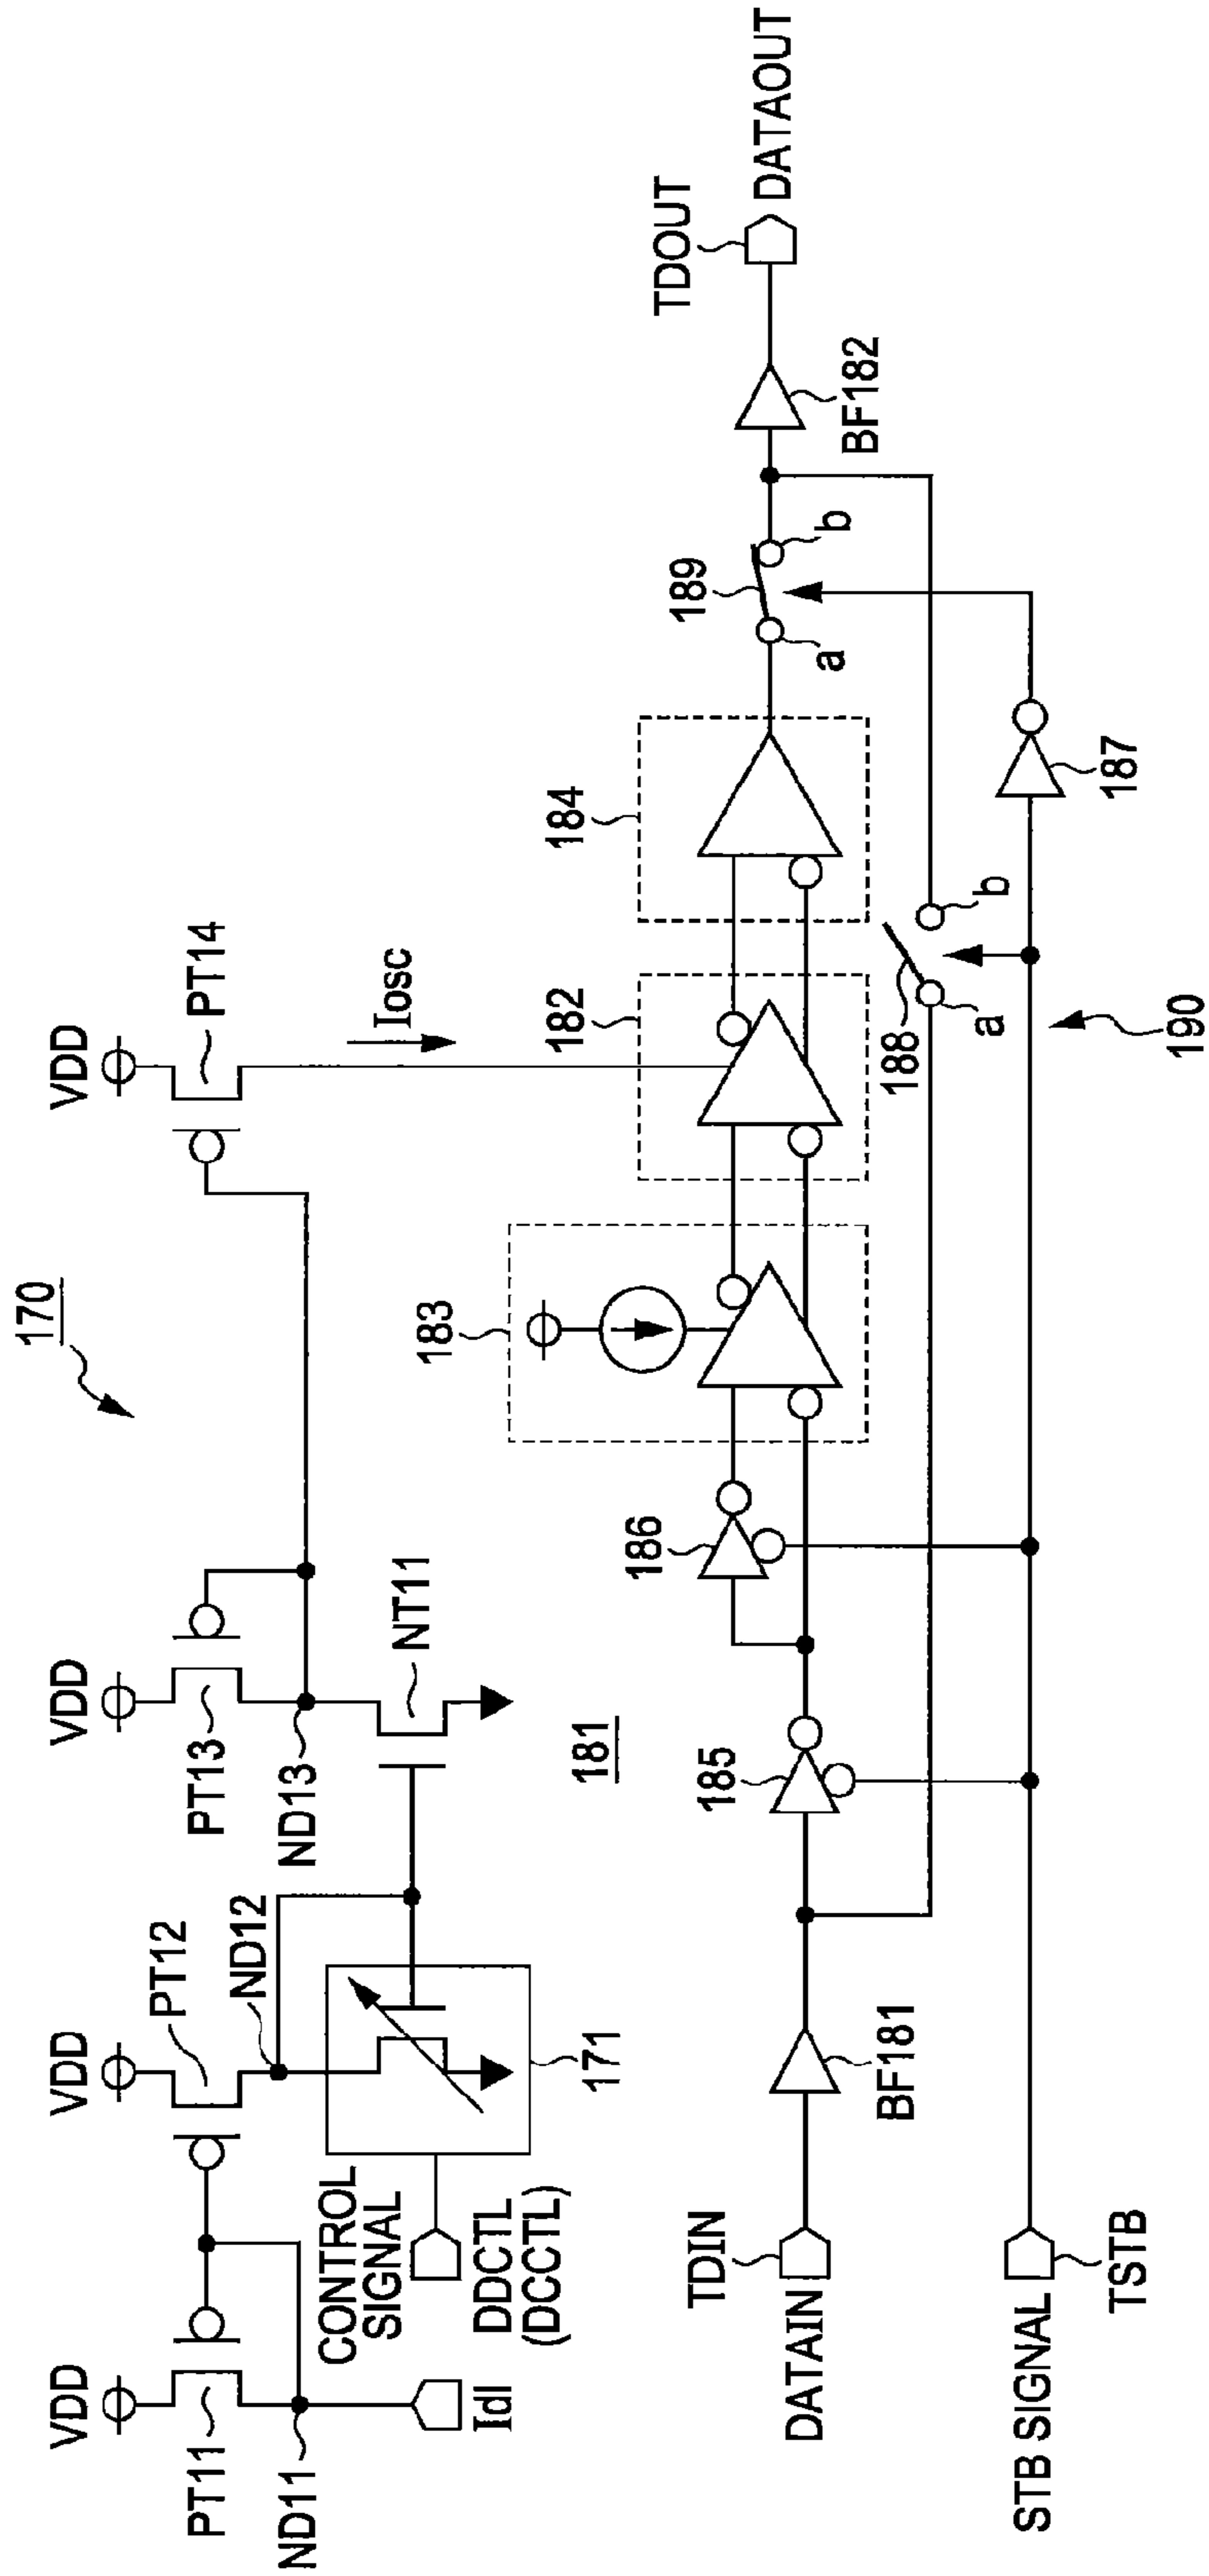 170
VDD
VDD
VDD
VDD
PT11
PT12
PT13
PT14
ND11
ND12
ND13
NT11
Iosc
Idl
CONTROL
SIGNAL
DDCTL
(DCCTL)
171
181
183
182
184
TDIN
DATAIN
BF181
185
186
189
a
b
TDOUT
DATAOUT
BF182
188
a
b
187
190
STB SIGNAL
TSTB